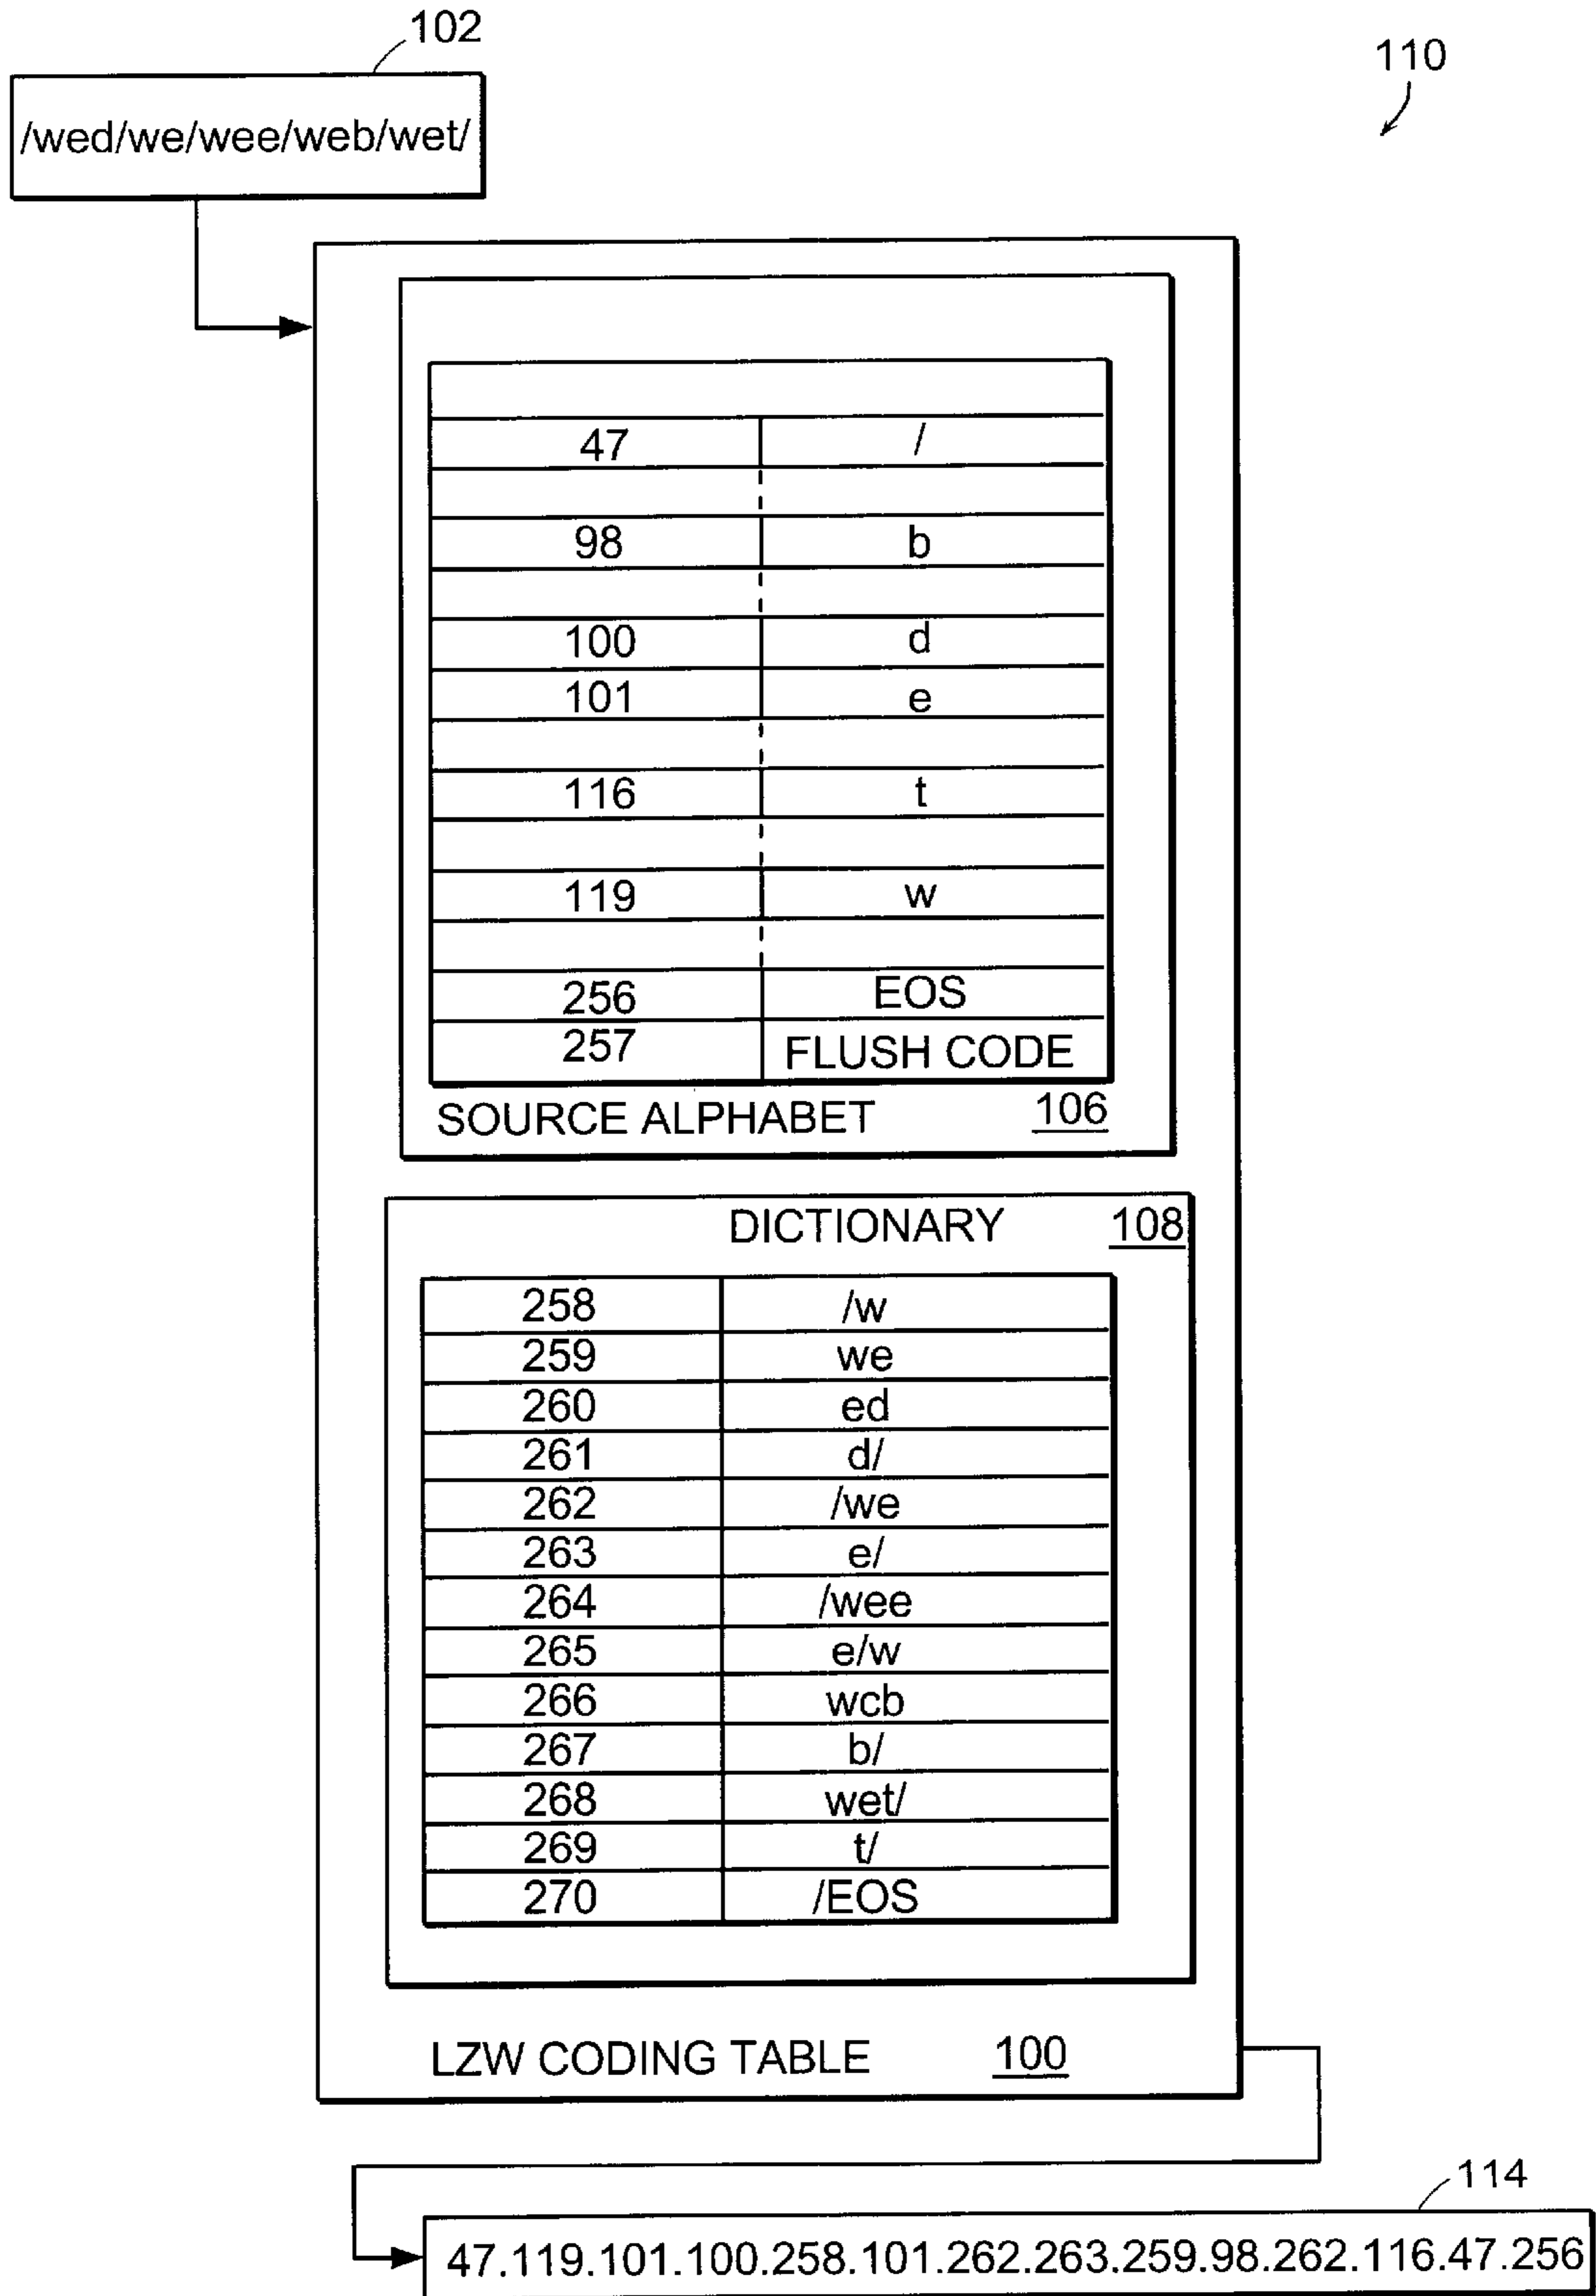 102
110
/wed/we/wee/web/wet/
47 /
98 b
100 d
101 e
116 t
119 w
256 EOS
257 FLUSH CODE
SOURCE ALPHABET 106
DICTIONARY 108
258 /w
259 we
260 ed
261 d/
262 /we
263 e/
264 /wee
265 e/w
266 wcb
267 b/
268 wet/
269 t/
270 /EOS
LZW CODING TABLE 100
114
47.119.101.100.258.101.262.263.259.98.262.116.47.256